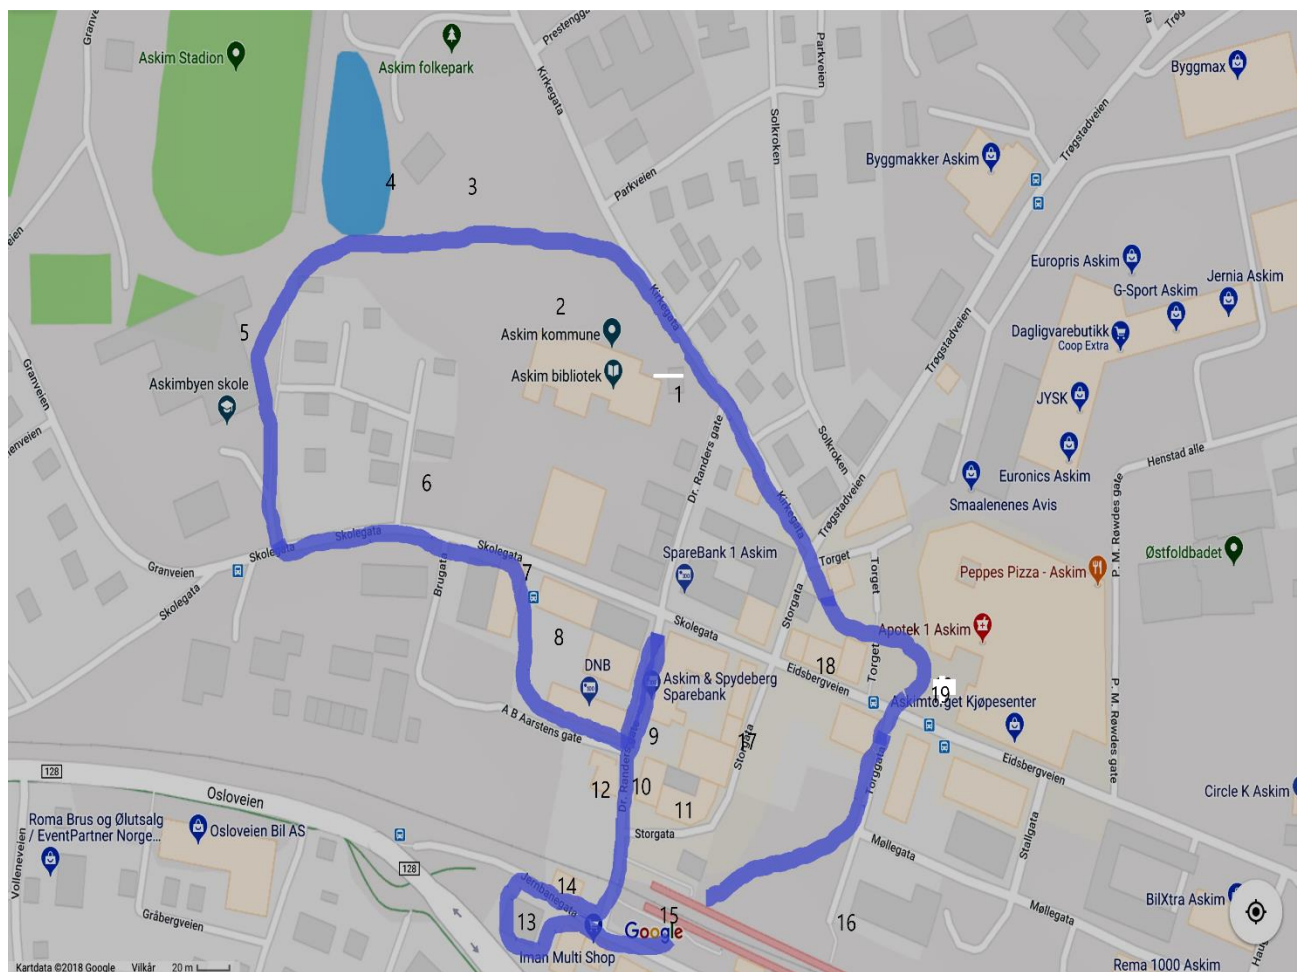 Granveien
Prestengga
Trøg
Askim Stadion
Askim folkepark
Kirkegata
Parkveien
Byggmax
Solkroken
Trøgstadveien
Byggmakker Askim
4
3
Parkveien
eien
Europris Askim
G-Sport Askim
Jernia Askim
Kirkegata
2
5
Askim kommune
Dagligvarebutikk
Coop Extra
Trøgstadveien
Askim bibliotek
Askimbyen skole
1
JYSK
Granveien
Solkroken
Dr. Randers gate
Henstad alle
Euronics Askim
Smaalenenes Avis
6
Kirkegata
Trøgstadveien
P. M. Røwdes gate
Skolegata
Skolegata
Skolegata
SpareBank 1 Askim
Torget
Østfoldbadet
Granveien
Skolegata
Brugata
7
Torget
Peppes Pizza - Askim
Storgata
8
Skolegata
Apotek 1 Askim
DNB
Askim & Spydeberg
Sparebank
18
Eidsbergveien
Torget
19
Askimtorget Kjøpesenter
A B Aarstens gate
9
17
Storgata
P. M. Røwdes gate
128
Osloveien
12
10
Dr. Randers gate
11
Torggata
Eidsbergveien
Circle K Askim
Roma Brus og Ølutsalg
/ EventPartner Norge...
Osloveien Bil AS
Storgata
Møllegata
Stallgata
Volleneveien
128
Jernbanegata
14
Gråbergveien
13
15
16
Google
Møllegata
BilXtra Askim
Iman Multi Shop
Rema 1000 Askim
Kartdata ©2018 Google Vilkår 20 m